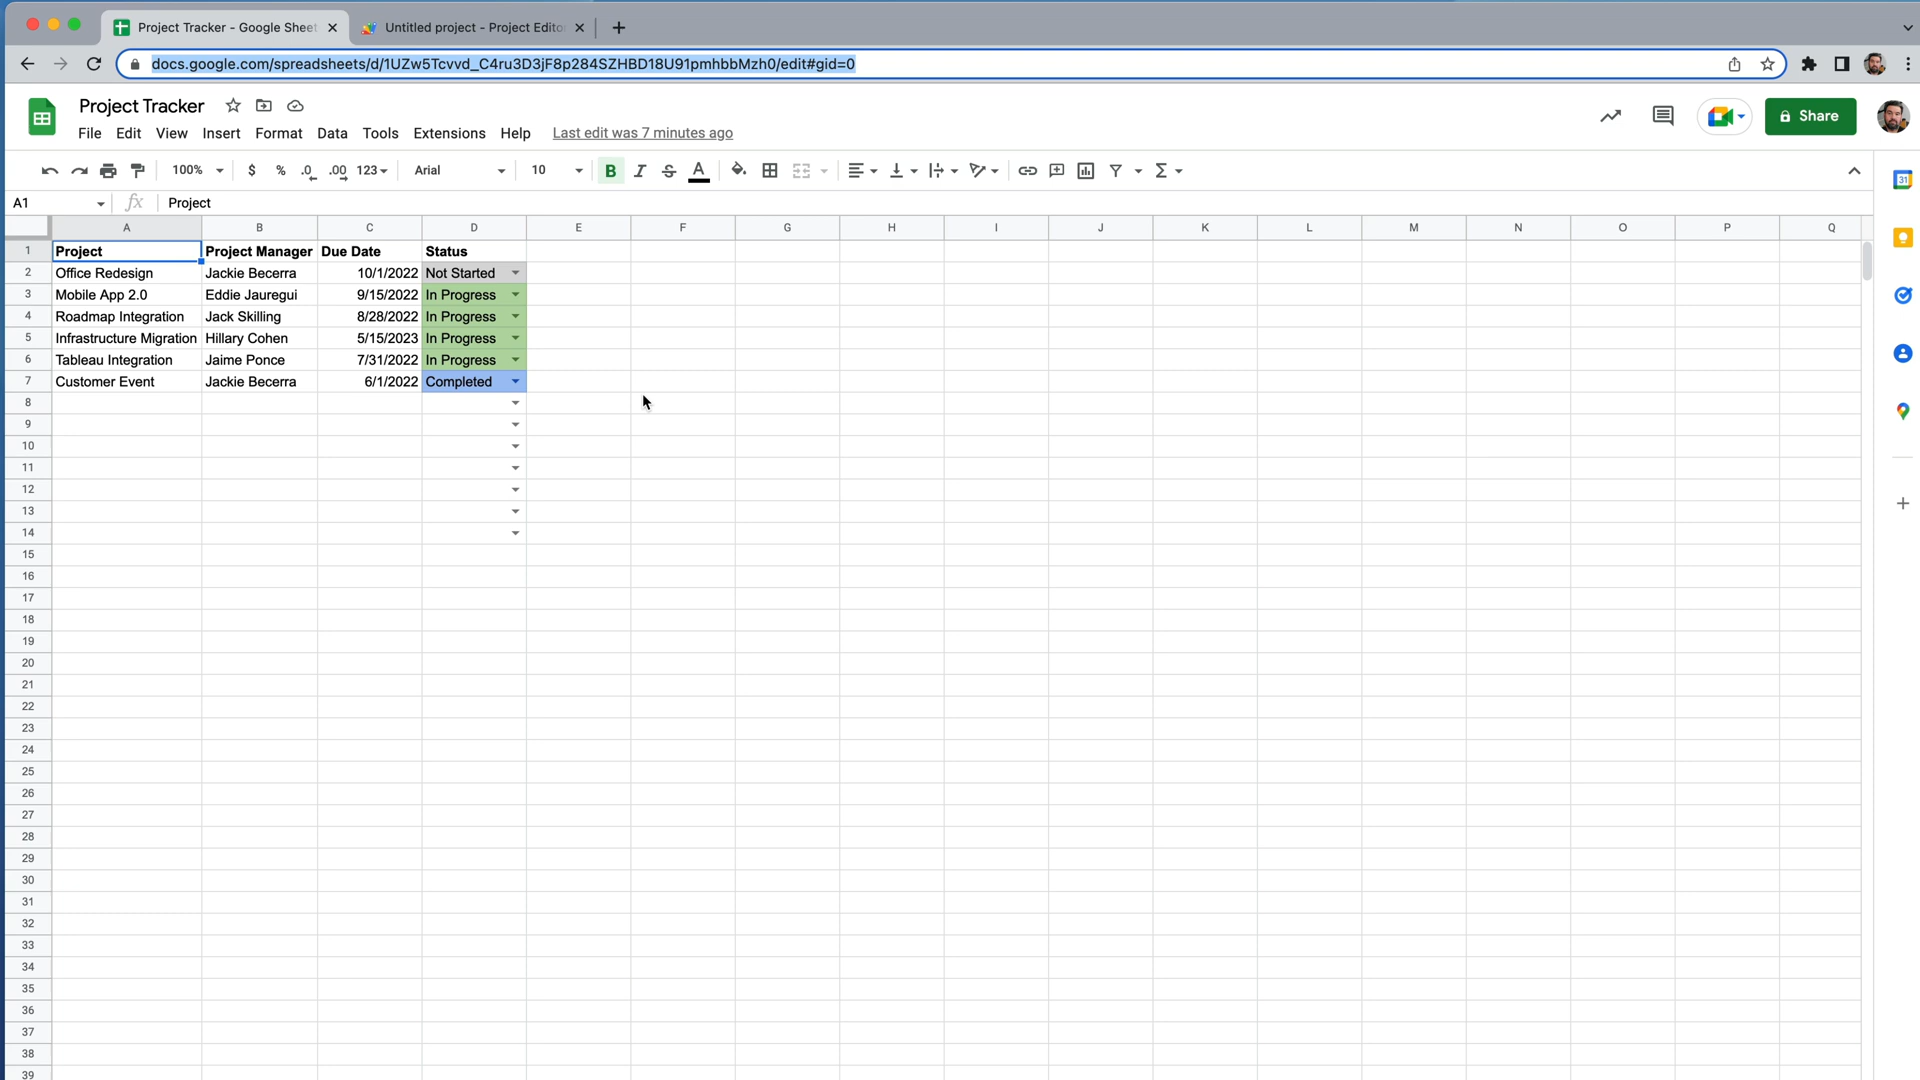 Project Tracker - Google Sheet
Untitled project - Project Edito
docs.google.com/spreadsheets/d/1UZw5Tcvvd_C4ru3D3jF8p284SZHBD18U91pmhbbMzh0/edit#gid=0
Project Tracker
File Edit View Insert Format Data Tools Extensions Help Last edit was 7 minutes ago
Share
100% $ % .0 .00 123 Arial 10 B I S A Σ
31
A1 fx Project
A B C D E F G H I J K L M N O P Q
1 Project Project Manager Due Date Status
2 Office Redesign Jackie Becerra 10/1/2022 Not Started
3 Mobile App 2.0 Eddie Jauregui 9/15/2022 In Progress
4 Roadmap Integration Jack Skilling 8/28/2022 In Progress
5 Infrastructure Migration Hillary Cohen 5/15/2023 In Progress
6 Tableau Integration Jaime Ponce 7/31/2022 In Progress
7 Customer Event Jackie Becerra 6/1/2022 Completed
8
9
10
11
12
13
14
15
16
17
18
19
20
21
22
23
24
25
26
27
28
29
30
31
32
33
34
35
36
37
38
39